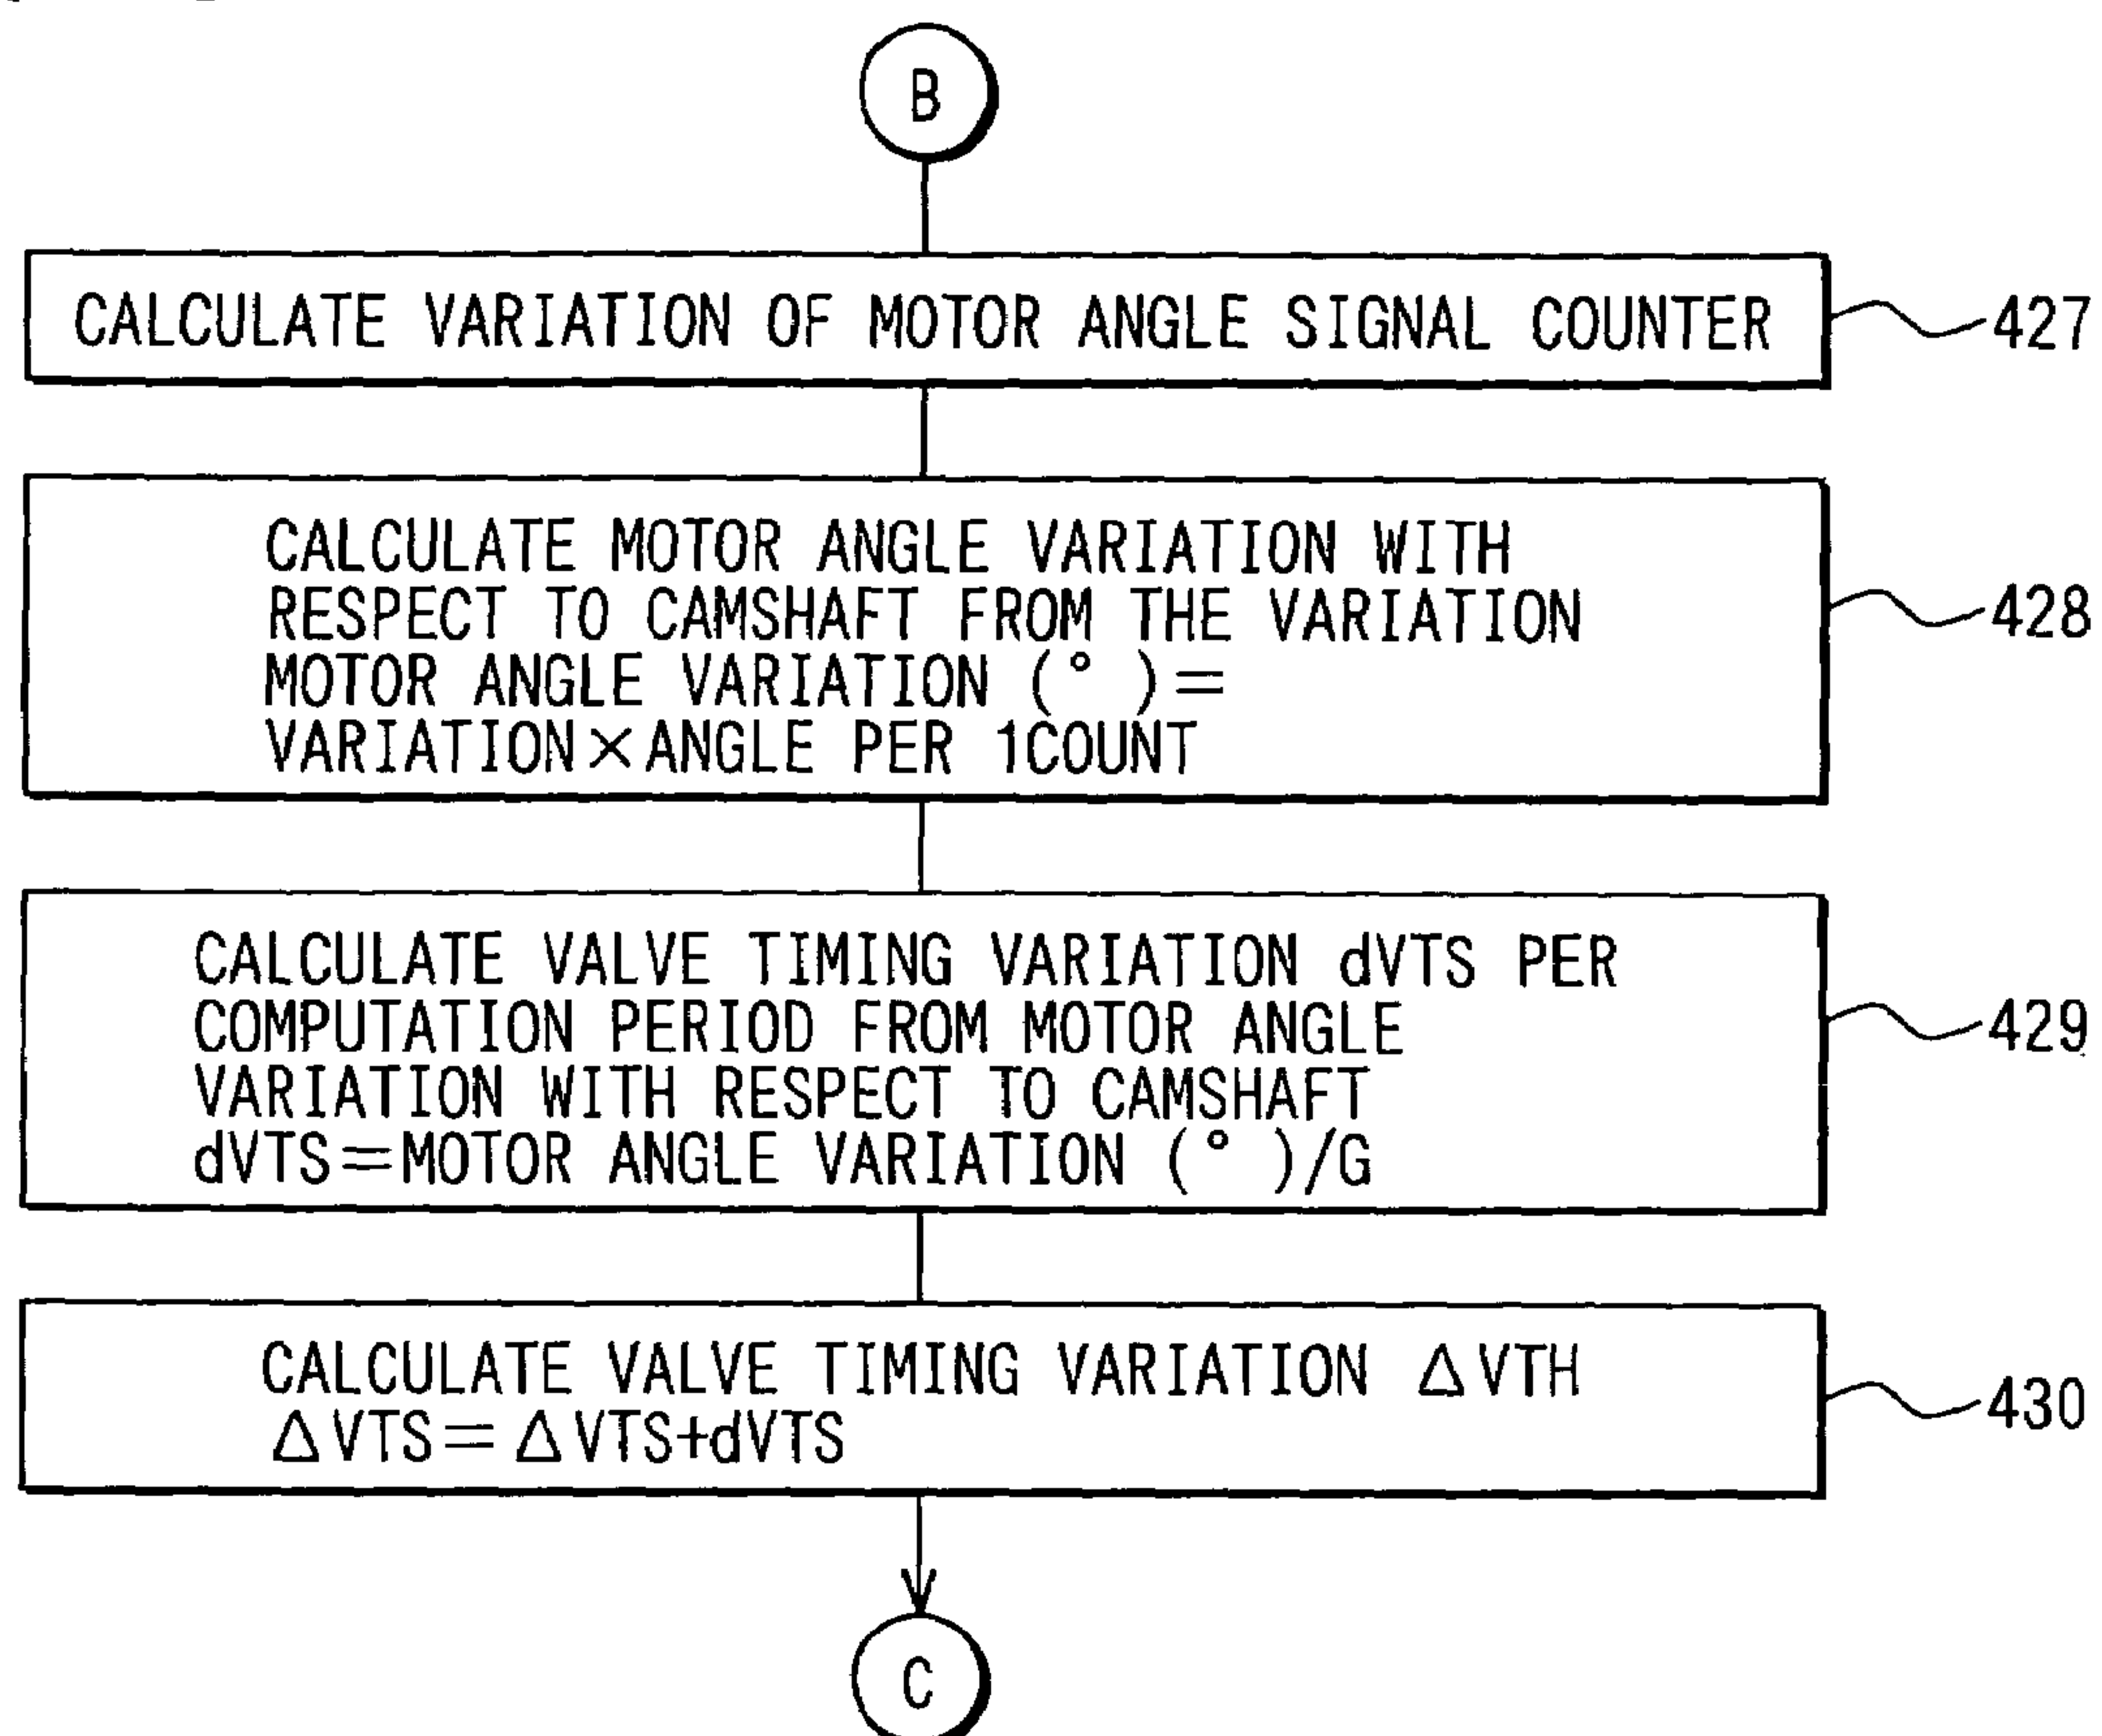 B
CALCULATE VARIATION OF MOTOR ANGLE SIGNAL COUNTER
427
CALCULATE MOTOR ANGLE VARIATION WITH
RESPECT TO CAMSHAFT FROM THE VARIATION
MOTOR ANGLE VARIATION (° )=
VARIATION×ANGLE PER 1COUNT
428
CALCULATE VALVE TIMING VARIATION dVTS PER
COMPUTATION PERIOD FROM MOTOR ANGLE
VARIATION WITH RESPECT TO CAMSHAFT
dVTS=MOTOR ANGLE VARIATION (° )/G
429
CALCULATE VALVE TIMING VARIATION ΔVTH
ΔVTS=ΔVTS+dVTS
430
C